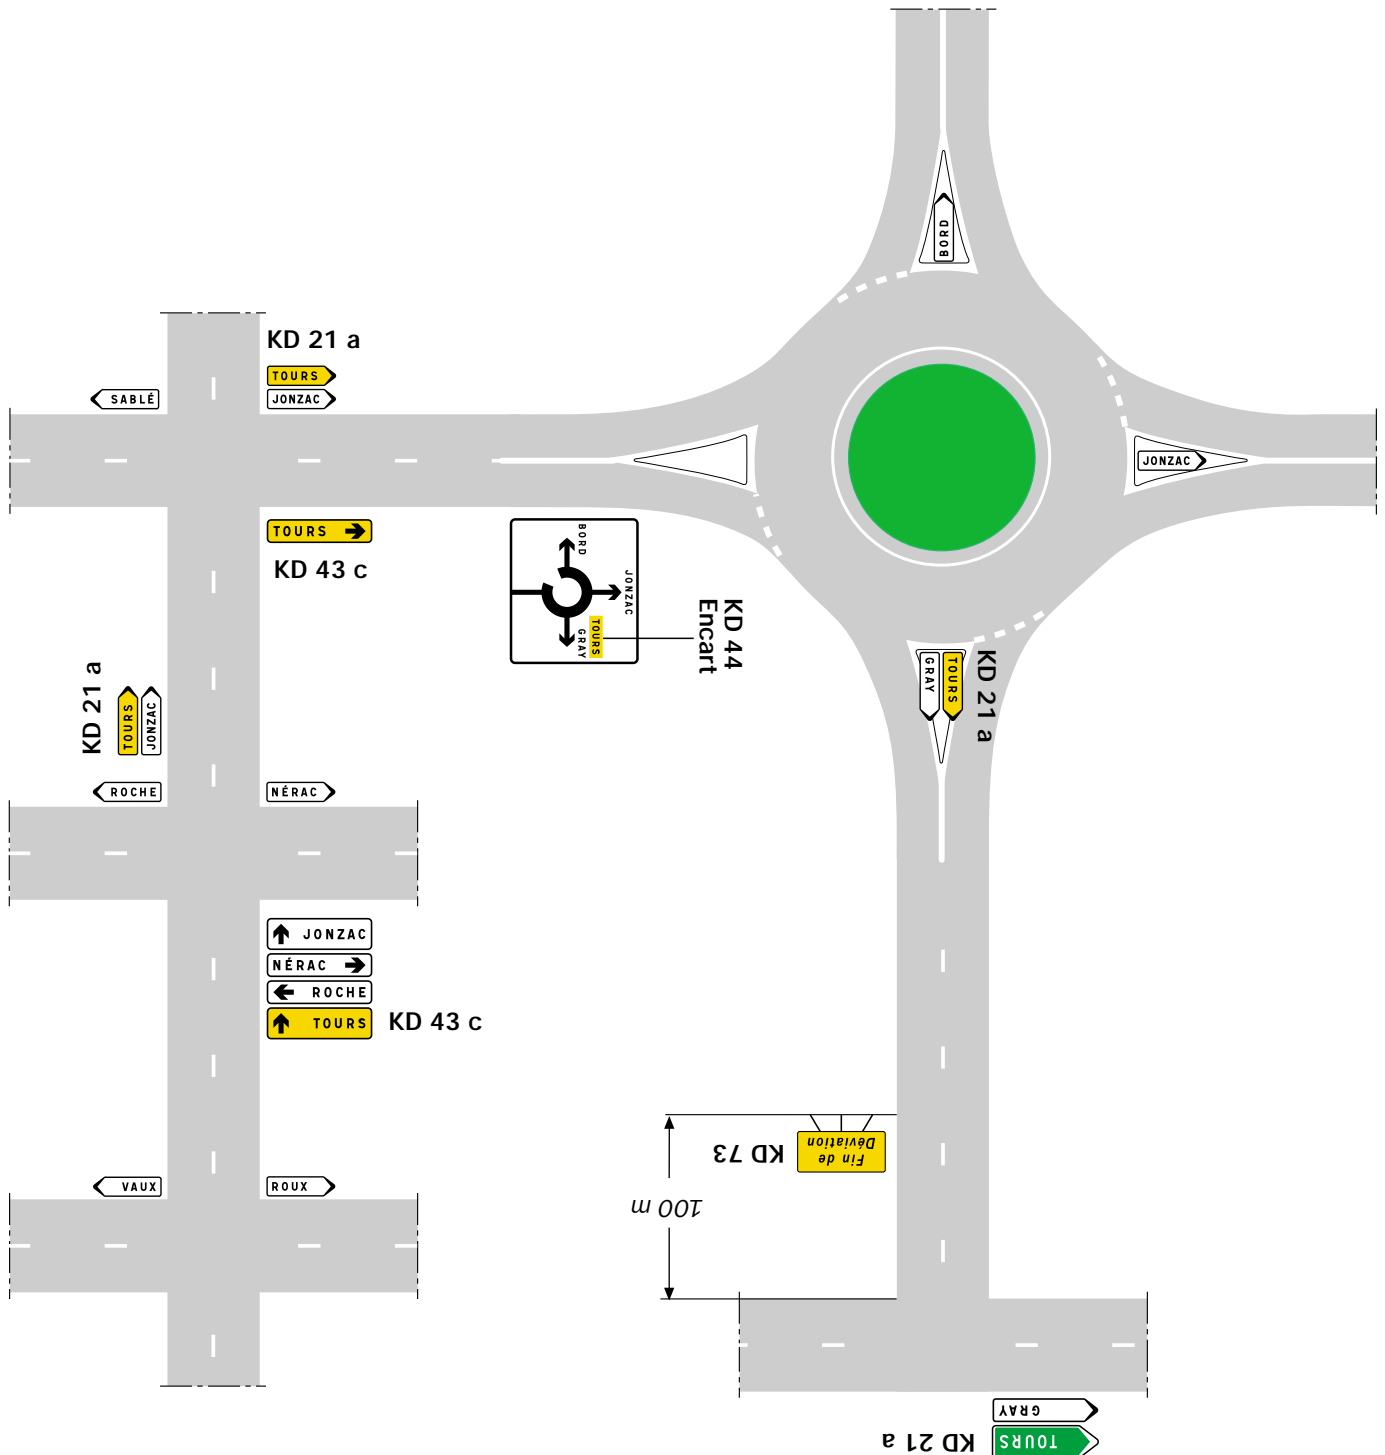 BORD
KD 21 a
TOURS
JONZAC
SABLÉ
JONZAC
TOURS
KD 43 c
BORD
JONZAC
TOURS
GRAY
KD 44
Encart
KD 21 a
TOURS
GRAY
KD 21 a
TOURS
JONZAC
ROCHE
NÉRAC
JONZAC
NÉRAC
ROCHE
TOURS
KD 43 c
Fin de
Déviation
KD 73
100 m
VAUX
ROUX
GRAY
TOURS
KD 21 a